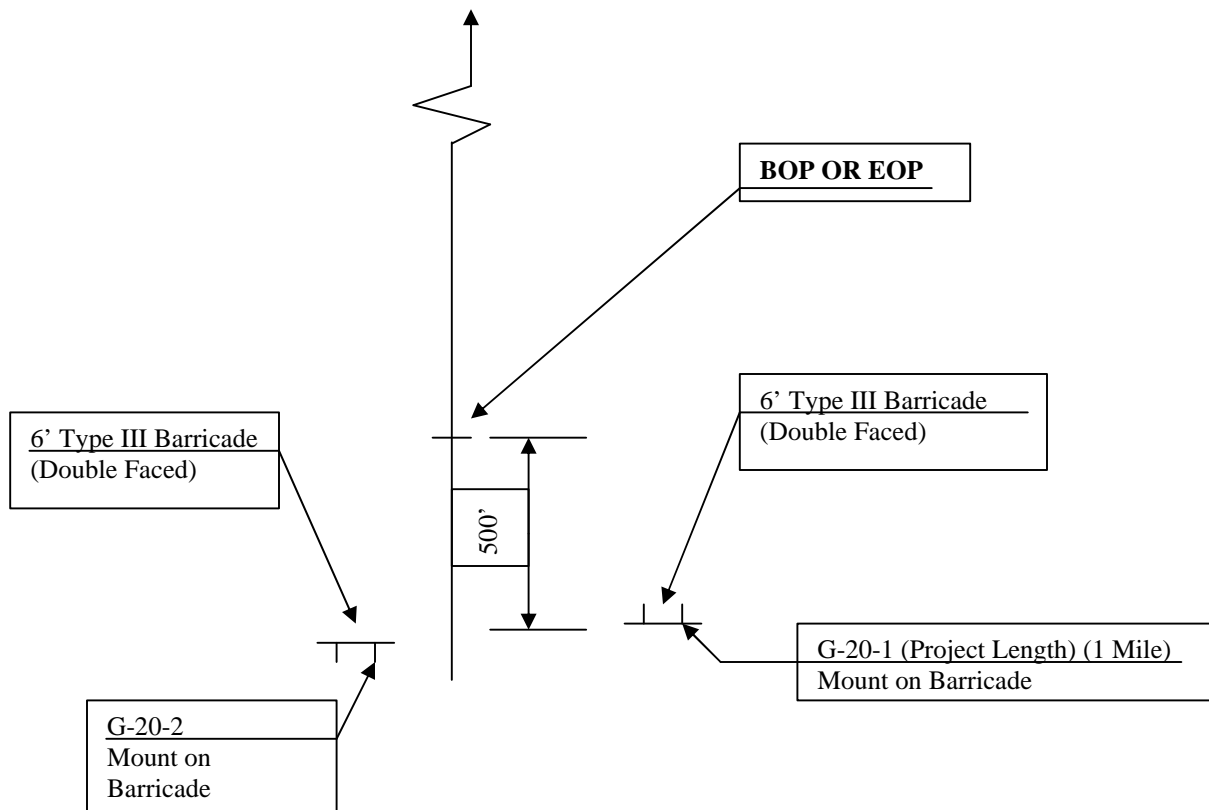 BOP OR EOP
6’ Type III Barricade
(Double Faced)
6’ Type III Barricade
(Double Faced)
500’
G-20-1 (Project Length) (1 Mile)
Mount on Barricade
G-20-2
Mount on
Barricade